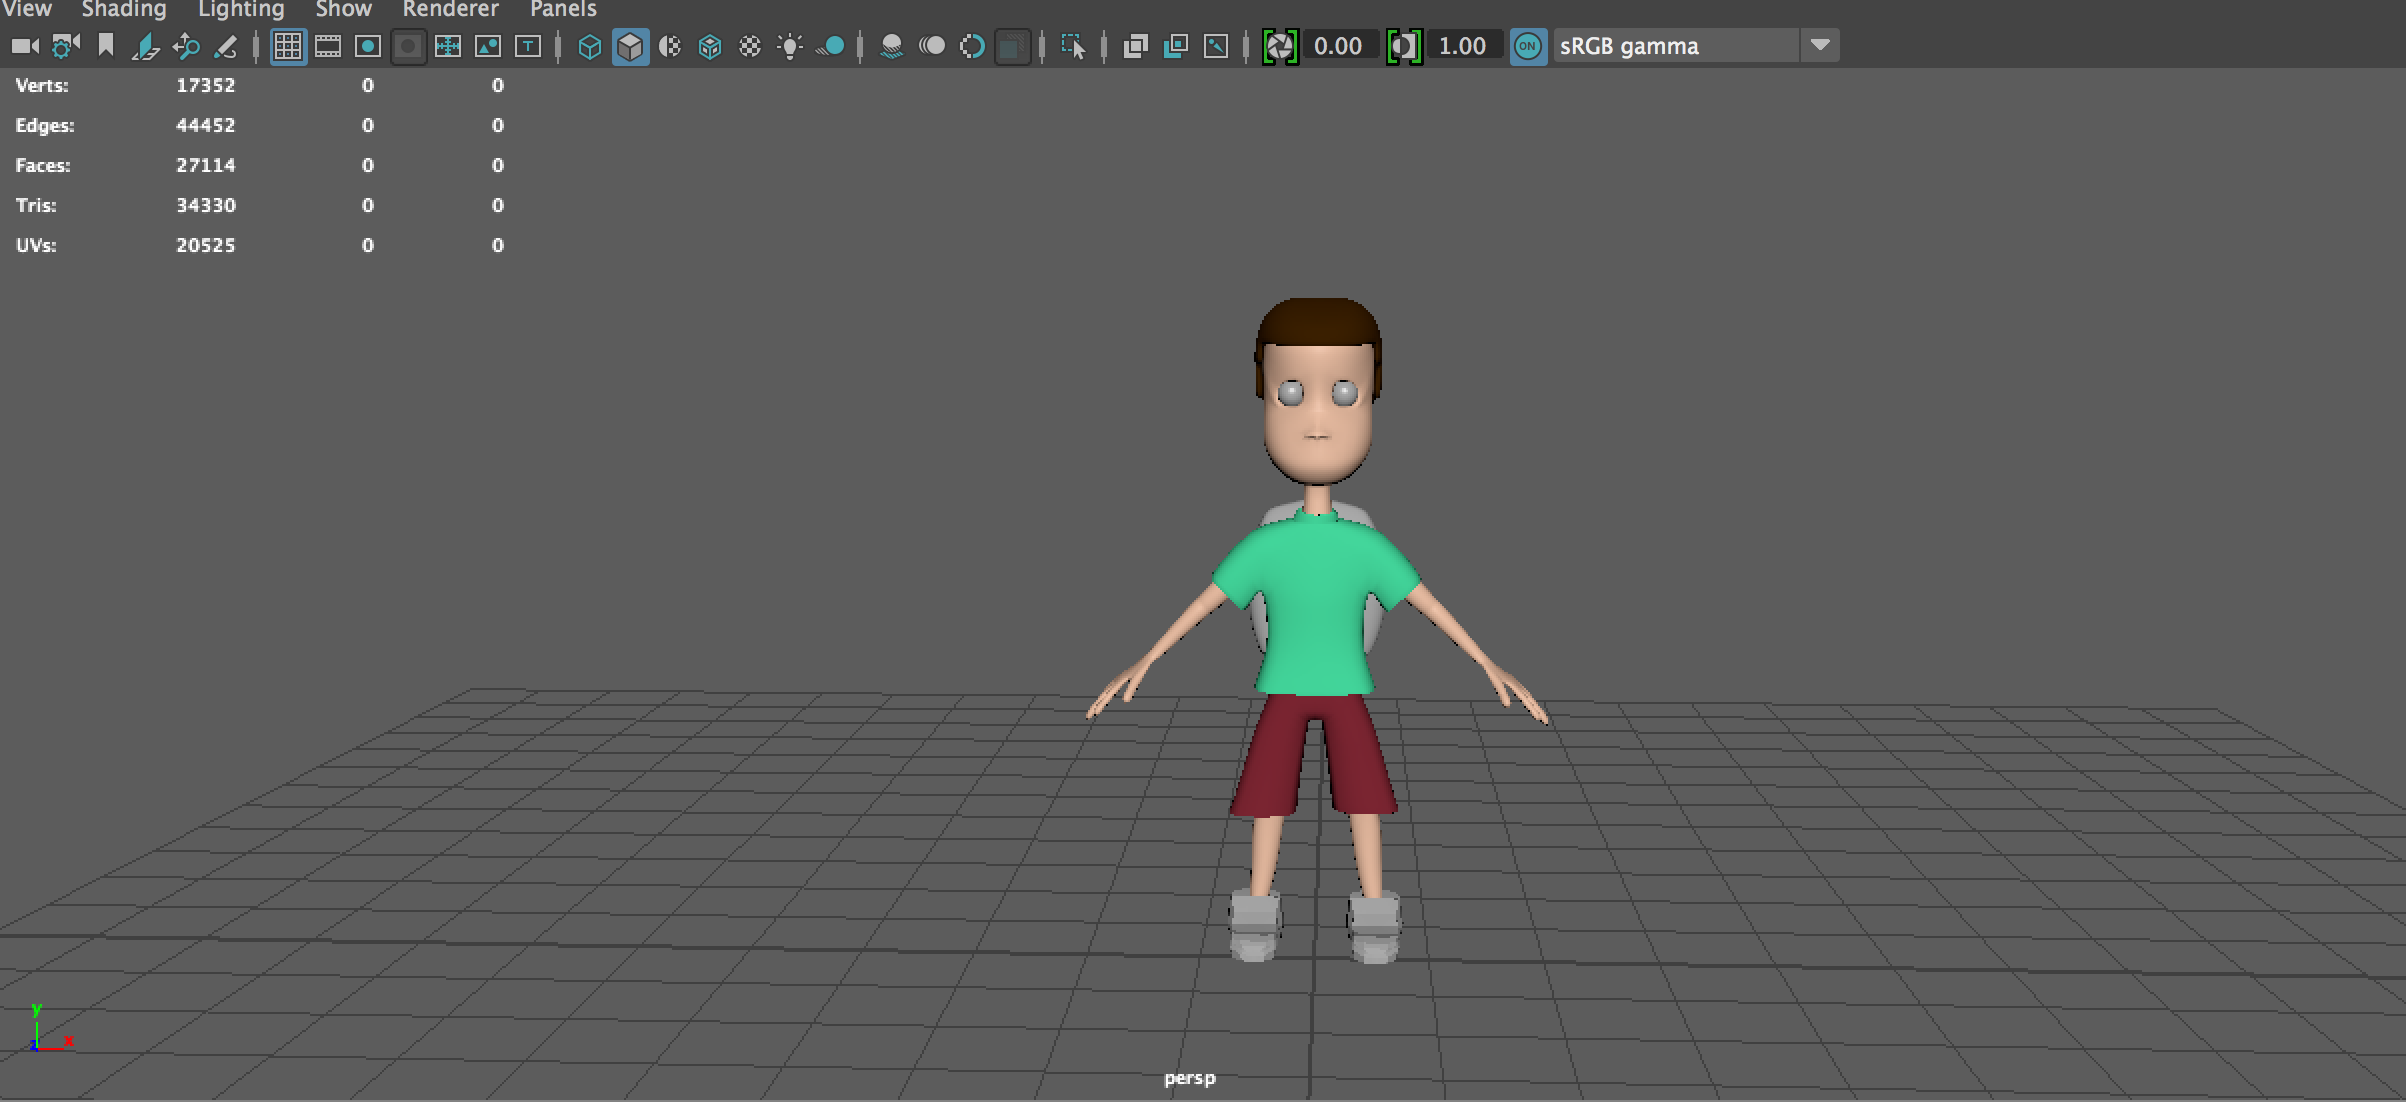 View Shading Lighting Show Renderer Panels
T 0.00 1.00 ON sRGB gamma
Verts: 17352 0 0
Edges: 44452 0 0
Faces: 27114 0 0
Tris: 34330 0 0
UVs: 20525 0 0
y
z x
persp